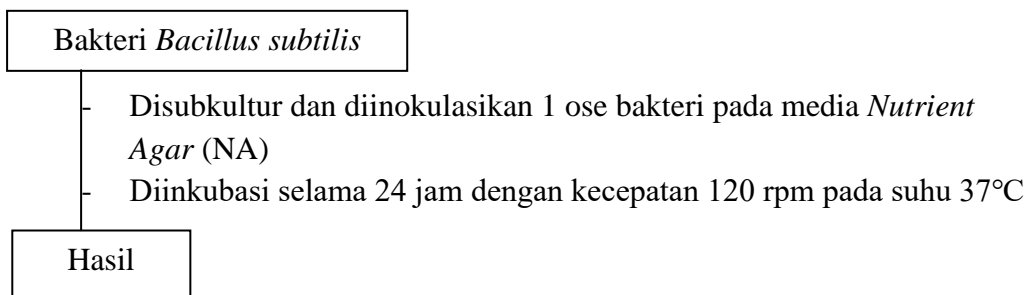 Bakteri Bacillus subtilis
- Disubkultur dan diinokulasikan 1 ose bakteri pada media Nutrient
Agar (NA)
- Diinkubasi selama 24 jam dengan kecepatan 120 rpm pada suhu 37°C
Hasil